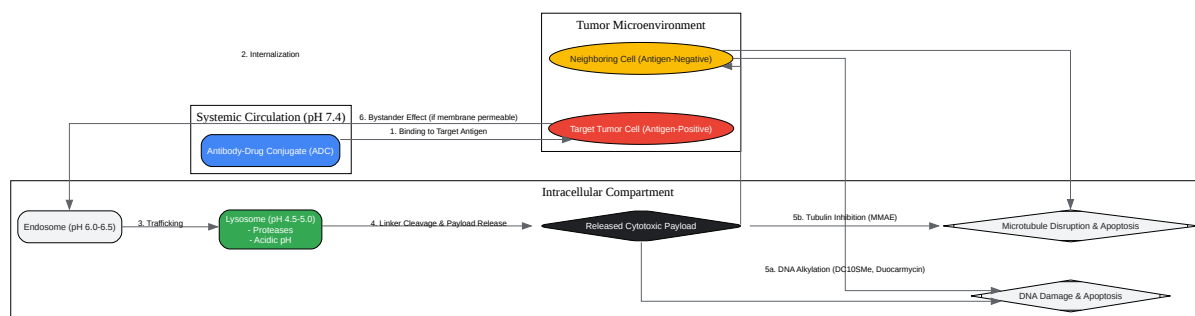 Tumor Microenvironment
2. Internalization
Neighboring Cell (Antigen-Negative)
Systemic Circulation (pH 7.4)
6. Bystander Effect (if membrane permeable)
1. Binding to Target Antigen
Target Tumor Cell (Antigen-Positive)
Antibody-Drug Conjugate (ADC)
Intracellular Compartment
Endosome (pH 6.0-6.5)
3. Trafficking
Lysosome (pH 4.5-5.0)
- Proteases
- Acidic pH
4. Linker Cleavage & Payload Release
Released Cytotoxic Payload
5b. Tubulin Inhibition (MMAE)
Microtubule Disruption & Apoptosis
5a. DNA Alkylation (DC10SMe, Duocarmycin)
DNA Damage & Apoptosis